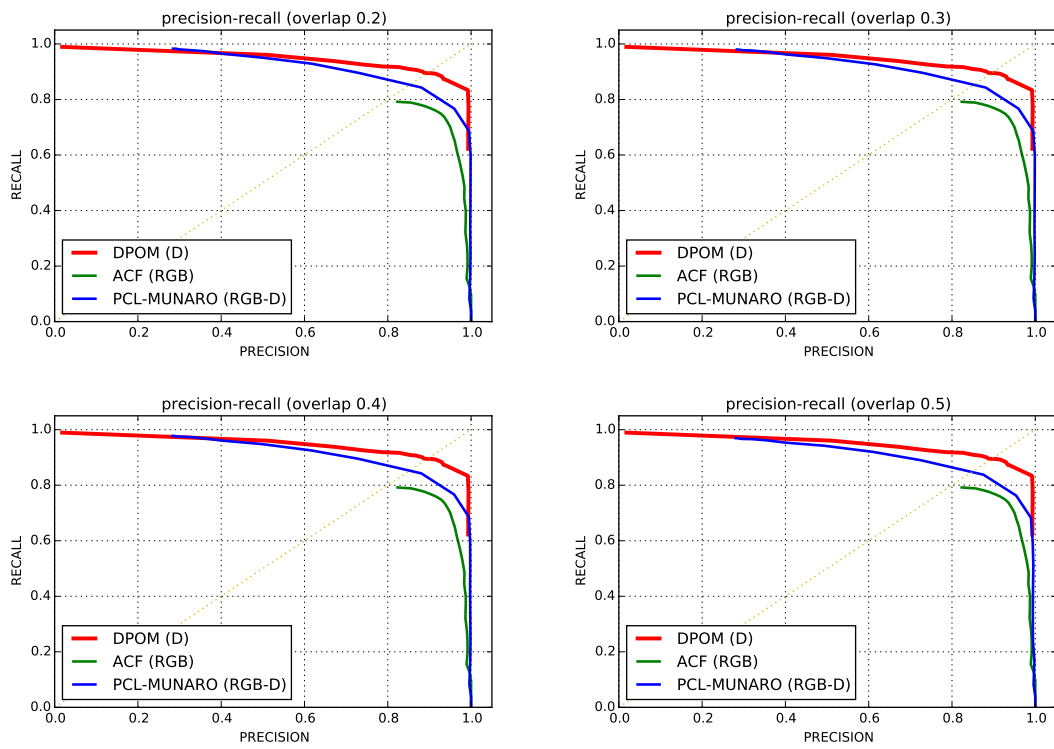 precision-recall (overlap 0.2)
1.0
0.8
0.6
0.4
0.2
0.0
RECALL
DPOM (D)
ACF (RGB)
PCL-MUNARO (RGB-D)
0.0 0.2 0.4 0.6 0.8 1.0
PRECISION
precision-recall (overlap 0.3)
1.0
0.8
0.6
0.4
0.2
0.0
RECALL
DPOM (D)
ACF (RGB)
PCL-MUNARO (RGB-D)
0.0 0.2 0.4 0.6 0.8 1.0
PRECISION
precision-recall (overlap 0.4)
1.0
0.8
0.6
0.4
0.2
0.0
RECALL
DPOM (D)
ACF (RGB)
PCL-MUNARO (RGB-D)
0.0 0.2 0.4 0.6 0.8 1.0
PRECISION
precision-recall (overlap 0.5)
1.0
0.8
0.6
0.4
0.2
0.0
RECALL
DPOM (D)
ACF (RGB)
PCL-MUNARO (RGB-D)
0.0 0.2 0.4 0.6 0.8 1.0
PRECISION